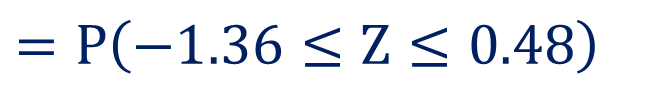 = P(−1.36 ≤ Z ≤ 0.48)